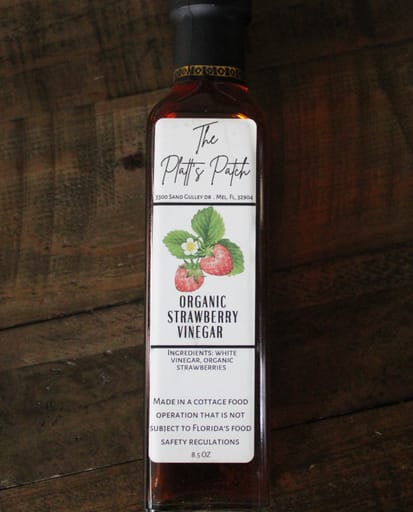 The
Platt's Patch
3300 Sand Gulley dr . Mel, Fl, 32904
ORGANIC
STRAWBERRY
VINEGAR
Ingredients: white
vinegar, organic
strawberries
Made in a cottage food
operation that is not
subject to Florida's food
safety regulations
8.5 oz